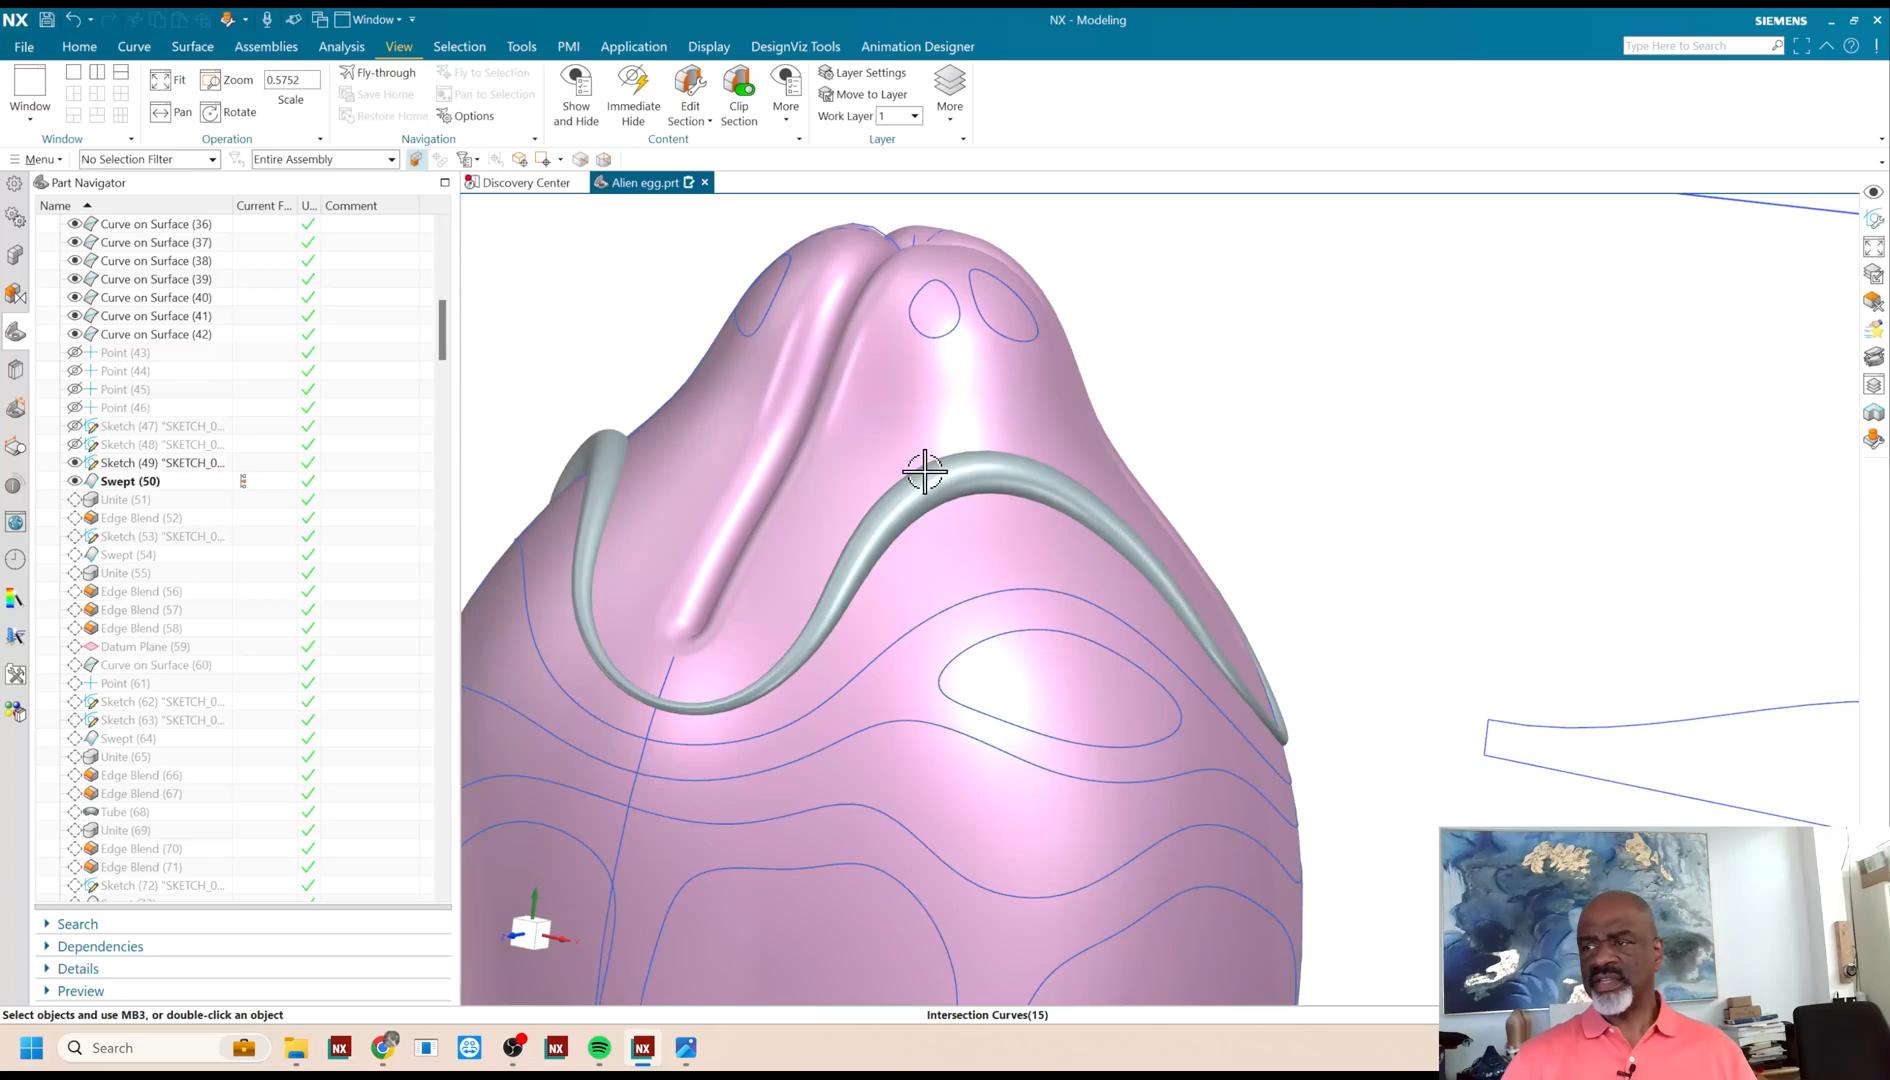 NX
Window
NX - Modeling
SIEMENS
File Home Curve Surface Assemblies Analysis View Selection Tools PMI Application Display DesignViz Tools Animation Designer
Type Here to Search
Window
Fit
Zoom
0.5752
Scale
Pan
Rotate
Fly-through
Save Home
Restore Home
Fly to Selection
Pan to Selection
Options
Show and Hide
Immediate Hide
Edit Section
Clip Section
More
Layer Settings
Move to Layer
Work Layer 1
More
Window Operation Navigation Content Layer
Menu No Selection Filter Entire Assembly
Part Navigator
Discovery Center Alien egg.prt
Name Current F... U... Comment
Curve on Surface (36)
Curve on Surface (37)
Curve on Surface (38)
Curve on Surface (39)
Curve on Surface (40)
Curve on Surface (41)
Curve on Surface (42)
Point (43)
Point (44)
Point (45)
Point (46)
Sketch (47) "SKETCH_0...
Sketch (48) "SKETCH_0...
Sketch (49) "SKETCH_0...
Swept (50)
Unite (51)
Edge Blend (52)
Sketch (53) "SKETCH_0...
Swept (54)
Unite (55)
Edge Blend (56)
Edge Blend (57)
Edge Blend (58)
Datum Plane (59)
Curve on Surface (60)
Point (61)
Sketch (62) "SKETCH_0...
Sketch (63) "SKETCH_0...
Swept (64)
Unite (65)
Edge Blend (66)
Edge Blend (67)
Tube (68)
Unite (69)
Edge Blend (70)
Edge Blend (71)
Sketch (72) "SKETCH_0...
Search
Dependencies
Details
Preview
Select objects and use MB3, or double-click an object
Intersection Curves(15)
Search
NX
NX
NX